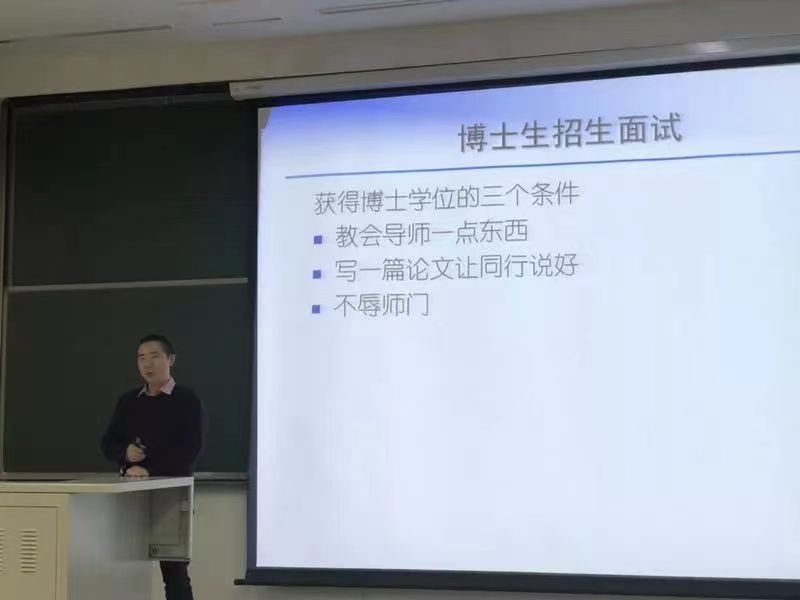 博士生招生面试
获得博士学位的三个条件
教会导师一点东西
写一篇论文让同行说好
不辱师门